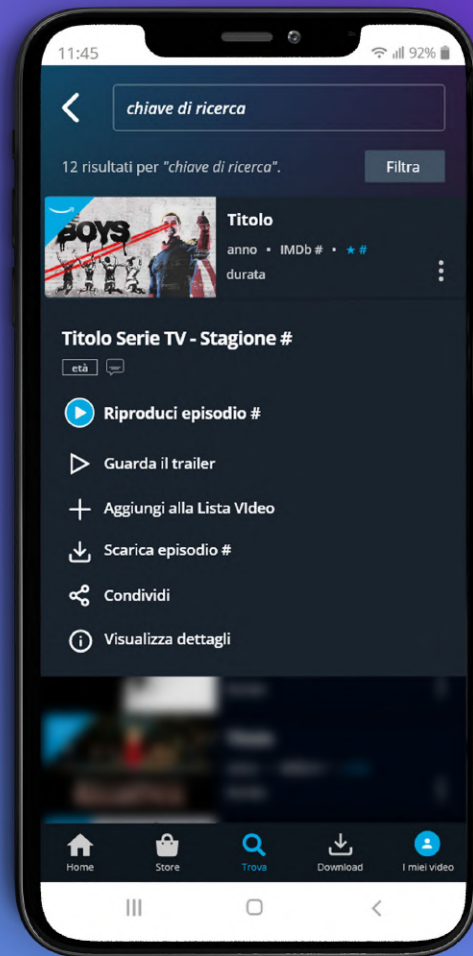 11:45
92%
chiave di ricerca
12 risultati per "chiave di ricerca".
Filtra
BOYS
Titolo
anno • IMDb # • ★ #
durata
Titolo Serie TV - Stagione #
età
Riproduci episodio #
Guarda il trailer
Aggiungi alla Lista VIdeo
Scarica episodio #
Condividi
Visualizza dettagli
Home
Store
Trova
Download
I miei video